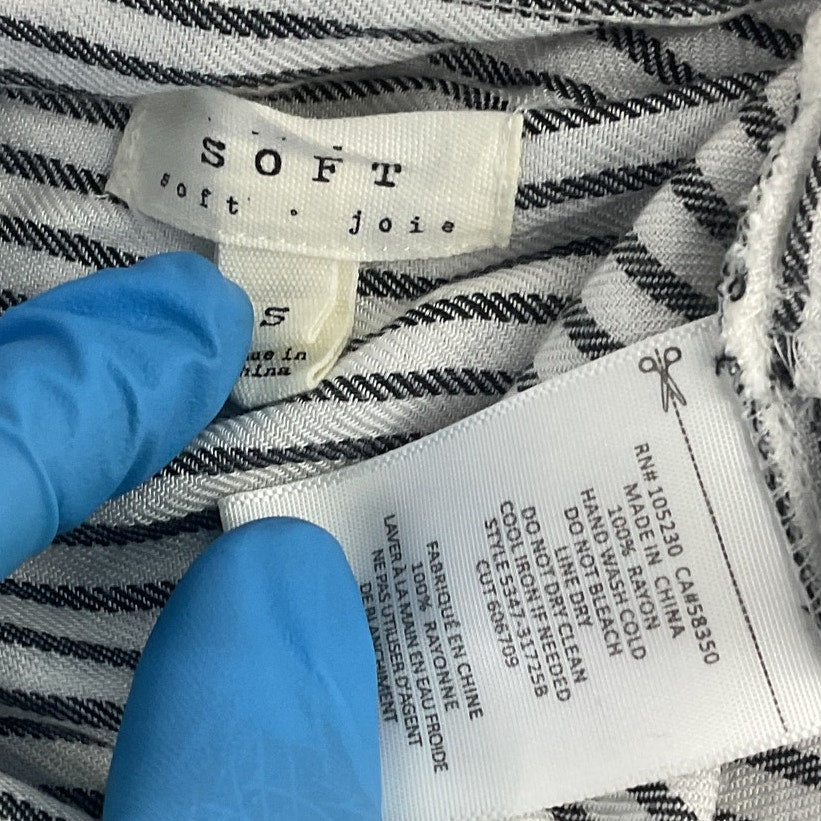 SOFT
soft · joie
S
in
RN# 105230 CA#58350
MADE IN CHINA
100% RAYON
HAND WASH COLD
DO NOT BLEACH
LINE DRY
DO NOT DRY CLEAN
COOL IRON IF NEEDED
STYLE 5347-31725B
CUT 606709
FABRIQUÉ EN CHINE
100% RAYONNE
LAVER À LA MAIN EN EAU FROIDE
NE PAS UTILISER D'AGENT
DE BLANCHIMENT